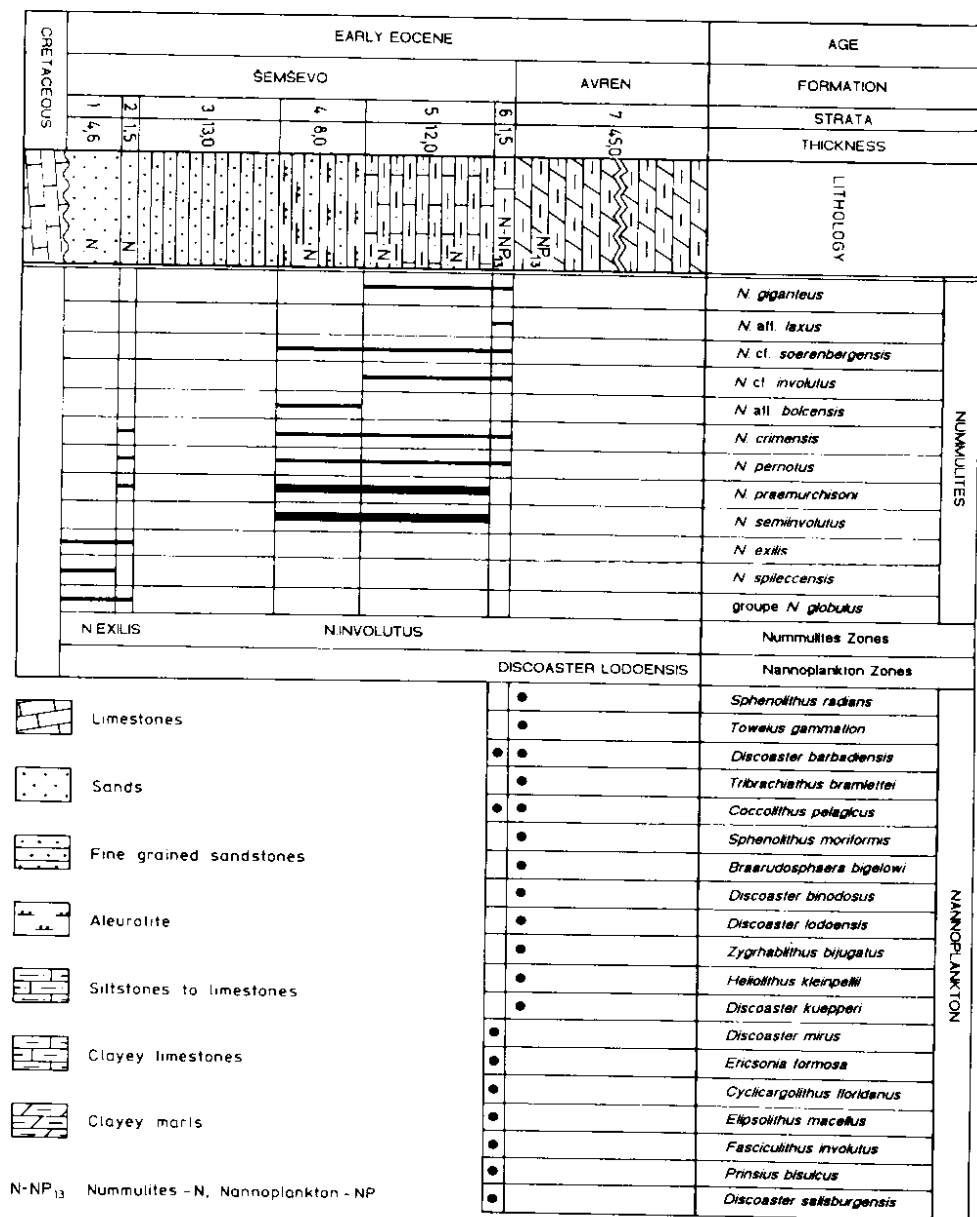 CRETACEOUS
EARLY EOCENE
AGE
ŠEMŠEVO
AVREN
FORMATION
1 2 3 4 5 6 7
STRATA
4,6 1,5 13,0 8,0 12,0 1,5 45,0
THICKNESS
LITHOLOGY
N N N N N N-NP13 NP13
N. giganteus
N. aff. laxus
N. cf. soerenbergensis
N cf involutus
N aff. bolcensis
N. crimensis
N pernotus
N. praemurchisoni
N semiinvolutus
N exilis
N spileccensis
groupe N globulus
NUMMULITES
N EXILIS
N.INVOLUTUS
Nummulites Zones
DISCOASTER LODOENSIS
Nannoplankton Zones
Sphenolithus radians
Toweius gammation
Discoaster barbadiensis
Tribrachiathus bramlettei
Coccolithus pelagicus
Sphenolithus moriformis
Braarudosphaera bigelowi
Discoaster binodosus
Discoaster lodoensis
Zygrhablithus bijugatus
Heliolithus kleinpellii
Discoaster kuepperi
Discoaster mirus
Ericsonia formosa
Cyclicargolithus floridanus
Elipsolithus macellus
Fasciculithus involutus
Prinsius bisulcus
Discoaster salisburgensis
NANNOPLANKTON
Limestones
Sands
Fine grained sandstones
Aleurolite
Siltstones to limestones
Clayey limestones
Clayey marls
N-NP13 Nummulites - N, Nannoplankton - NP